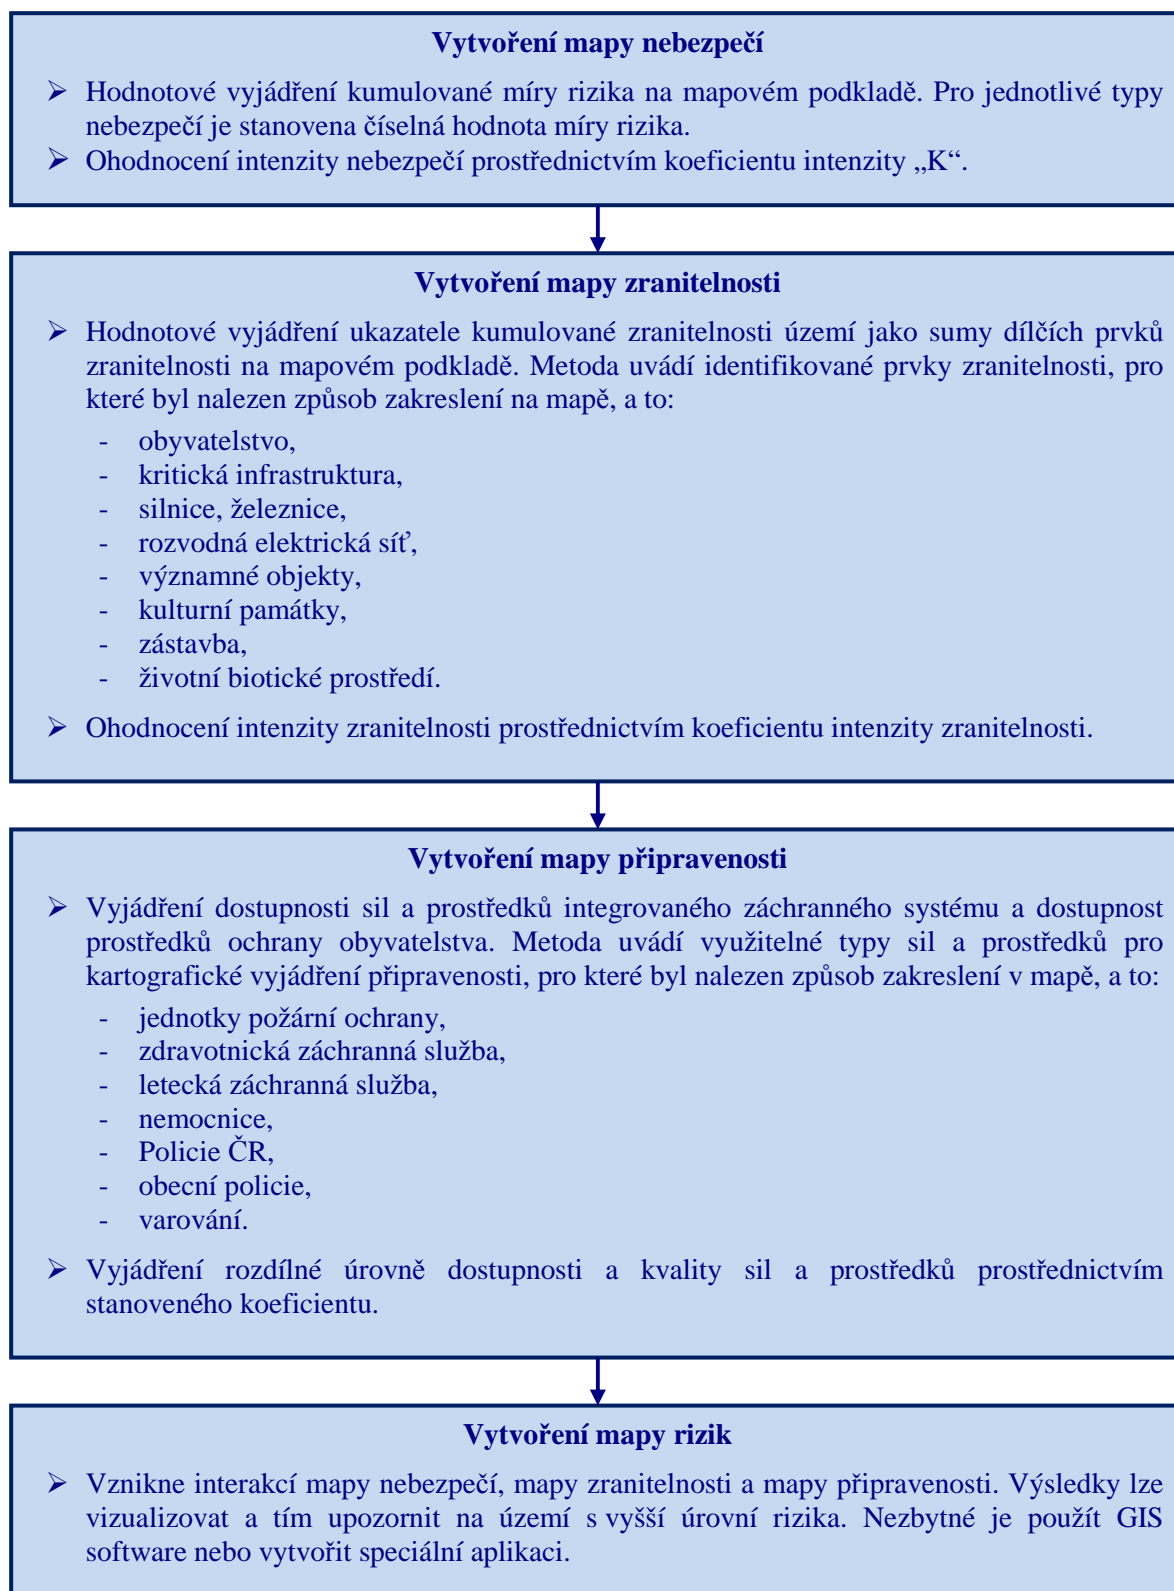 Vytvoření mapy nebezpečí
➢ Hodnotové vyjádření kumulované míry rizika na mapovém podkladě. Pro jednotlivé typy
nebezpečí je stanovena číselná hodnota míry rizika.
➢ Ohodnocení intenzity nebezpečí prostřednictvím koeficientu intenzity „K“.
Vytvoření mapy zranitelnosti
➢ Hodnotové vyjádření ukazatele kumulované zranitelnosti území jako sumy dílčích prvků
zranitelnosti na mapovém podkladě. Metoda uvádí identifikované prvky zranitelnosti, pro
které byl nalezen způsob zakreslení na mapě, a to:
- obyvatelstvo,
- kritická infrastruktura,
- silnice, železnice,
- rozvodná elektrická síť,
- významné objekty,
- kulturní památky,
- zástavba,
- životní biotické prostředí.
➢ Ohodnocení intenzity zranitelnosti prostřednictvím koeficientu intenzity zranitelnosti.
Vytvoření mapy připravenosti
➢ Vyjádření dostupnosti sil a prostředků integrovaného záchranného systému a dostupnost
prostředků ochrany obyvatelstva. Metoda uvádí využitelné typy sil a prostředků pro
kartografické vyjádření připravenosti, pro které byl nalezen způsob zakreslení v mapě, a to:
- jednotky požární ochrany,
- zdravotnická záchranná služba,
- letecká záchranná služba,
- nemocnice,
- Policie ČR,
- obecní policie,
- varování.
➢ Vyjádření rozdílné úrovně dostupnosti a kvality sil a prostředků prostřednictvím
stanoveného koeficientu.
Vytvoření mapy rizik
➢ Vznikne interakcí mapy nebezpečí, mapy zranitelnosti a mapy připravenosti. Výsledky lze
vizualizovat a tím upozornit na území s vyšší úrovní rizika. Nezbytné je použít GIS
software nebo vytvořit speciální aplikaci.